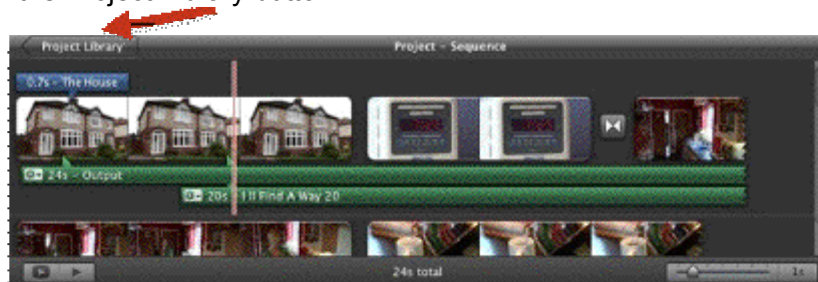 Project Library
Project - Sequence
0.7s - The House
24s - Output
20s - I'll Find A Way 20
24s total
1s